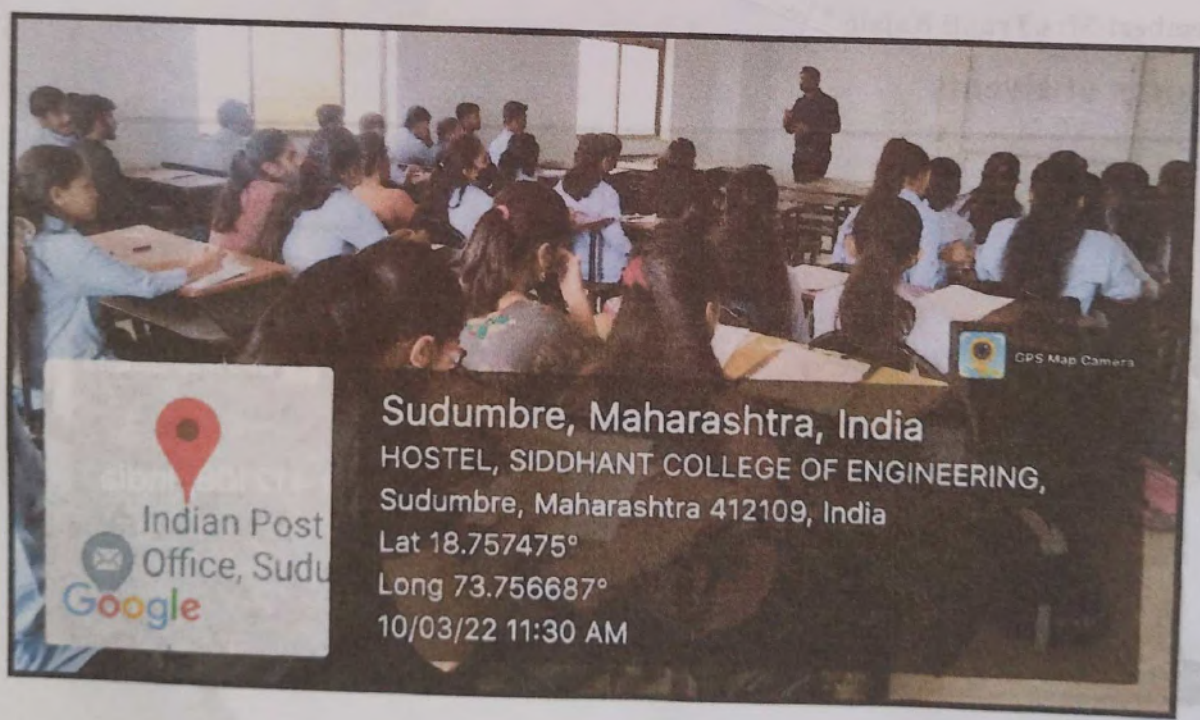 GPS Map Camera
Sudumbre, Maharashtra, India
HOSTEL, SIDDHANT COLLEGE OF ENGINEERING,
Sudumbre, Maharashtra 412109, India
Lat 18.757475°
Long 73.756687°
10/03/22 11:30 AM
Indian Post
Office, Sudu
Google